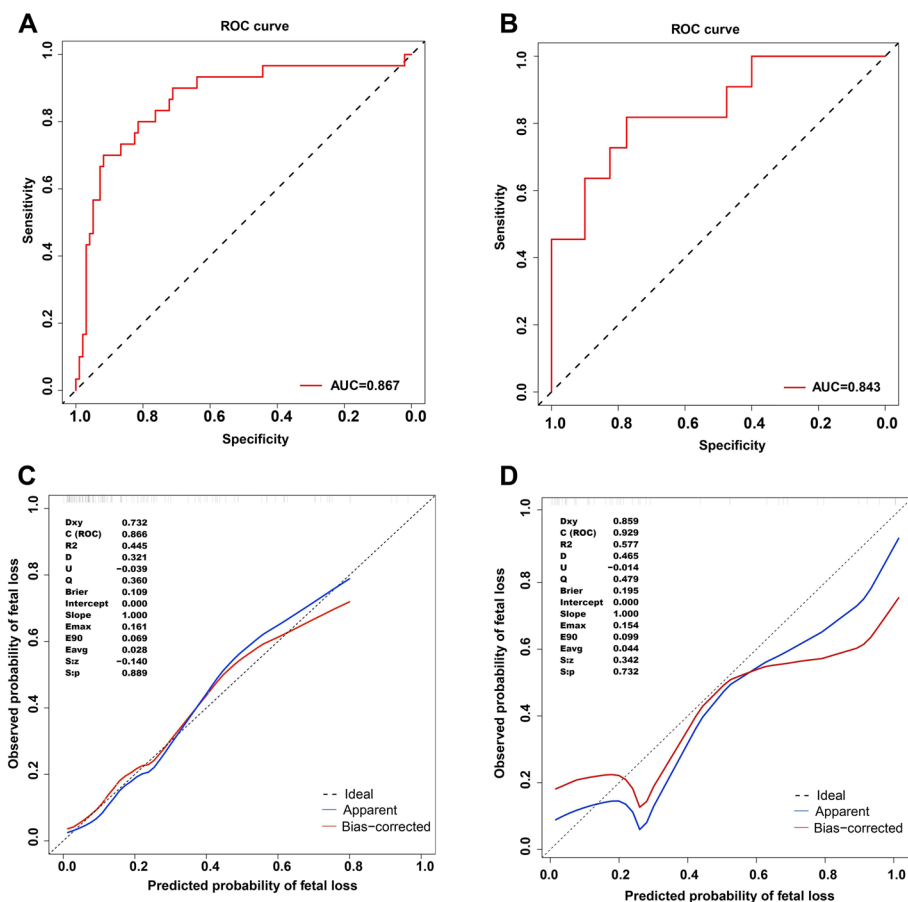 A
ROC curve
Sensitivity
1.0
0.8
0.6
0.4
0.2
0.0
AUC=0.867
1.0 0.8 0.6 0.4 0.2 0.0
Specificity
B
ROC curve
Sensitivity
1.0
0.8
0.6
0.4
0.2
0.0
AUC=0.843
1.0 0.8 0.6 0.4 0.2 0.0
Specificity
C
Observed probability of fetal loss
1.0
0.8
0.6
0.4
0.2
0.0
Dxy 0.732
C (ROC) 0.866
R2 0.445
D 0.321
U −0.039
Q 0.360
Brier 0.109
Intercept 0.000
Slope 1.000
Emax 0.161
E90 0.069
Eavg 0.028
S:z −0.140
S:p 0.889
Ideal
Apparent
Bias−corrected
0.0 0.2 0.4 0.6 0.8 1.0
Predicted probability of fetal loss
D
Observed probability of fetal loss
1.0
0.8
0.6
0.4
0.2
0.0
Dxy 0.859
C (ROC) 0.929
R2 0.577
D 0.465
U −0.014
Q 0.479
Brier 0.195
Intercept 0.000
Slope 1.000
Emax 0.154
E90 0.099
Eavg 0.044
S:z 0.342
S:p 0.732
Ideal
Apparent
Bias−corrected
0.0 0.2 0.4 0.6 0.8 1.0
Predicted probability of fetal loss